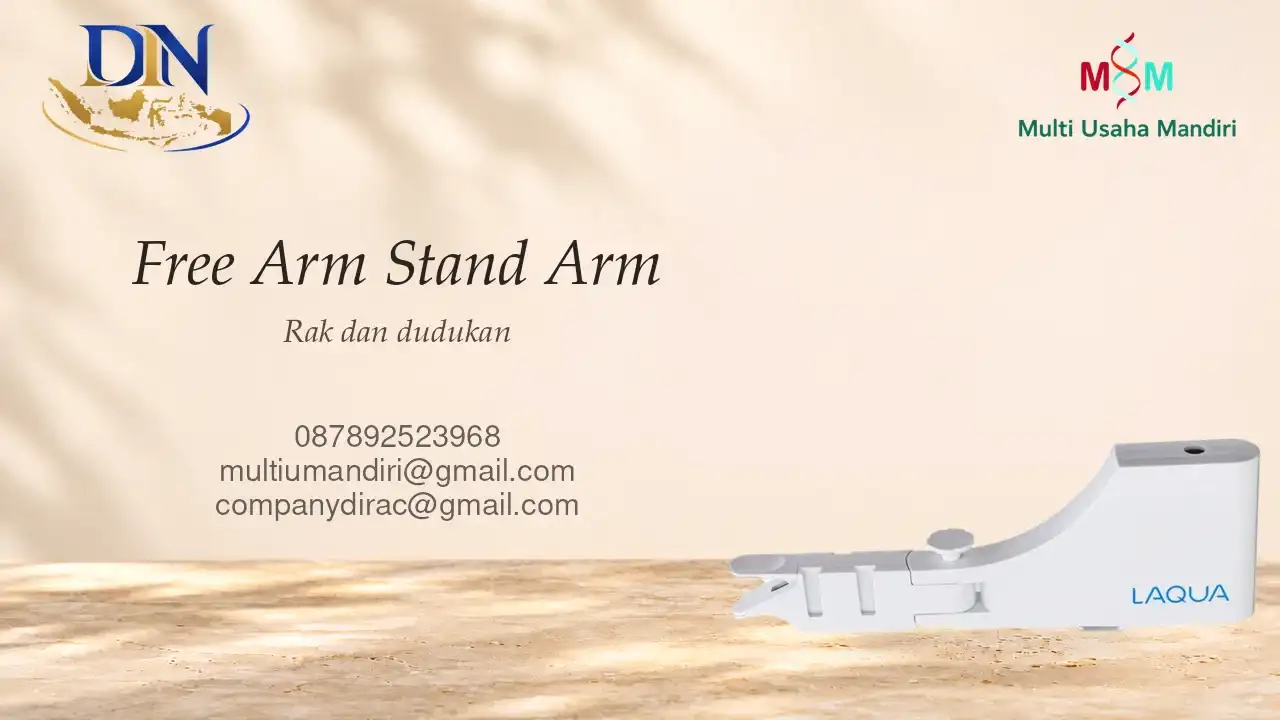 DIN
MSM
Multi Usaha Mandiri
Free Arm Stand Arm
Rak dan dudukan
087892523968
multiumandiri@gmail.com
companydirac@gmail.com
LAQUA